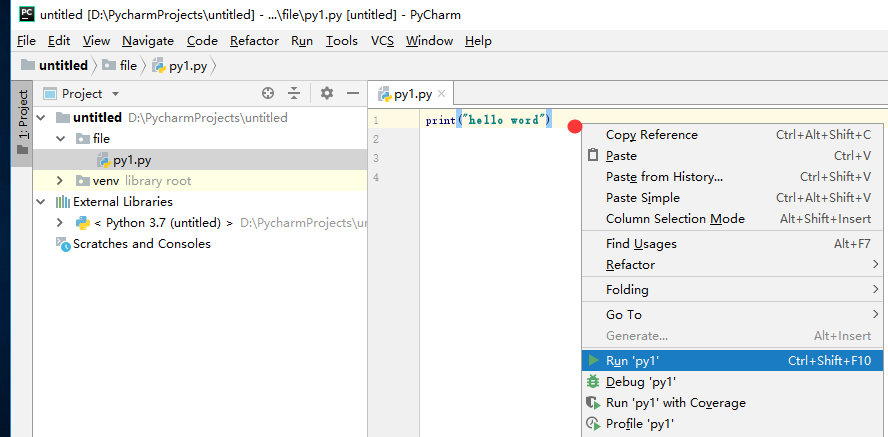 untitled [D:\PycharmProjects\untitled] - ...\file\py1.py [untitled] - PyCharm
File Edit View Navigate Code Refactor Run Tools VCS Window Help
untitled file py1.py
1: Project
Project
untitled D:\PycharmProjects\untitled
file
py1.py
venv library root
External Libraries
< Python 3.7 (untitled) > D:\PycharmProjects\
Scratches and Consoles
py1.py
1 print("hello word")
2
3
4
Copy Reference Ctrl+Alt+Shift+C
Paste Ctrl+V
Paste from History... Ctrl+Shift+V
Paste Simple Ctrl+Alt+Shift+V
Column Selection Mode Alt+Shift+Insert
Find Usages Alt+F7
Refactor
Folding
Go To
Generate... Alt+Insert
Run 'py1' Ctrl+Shift+F10
Debug 'py1'
Run 'py1' with Coverage
Profile 'py1'